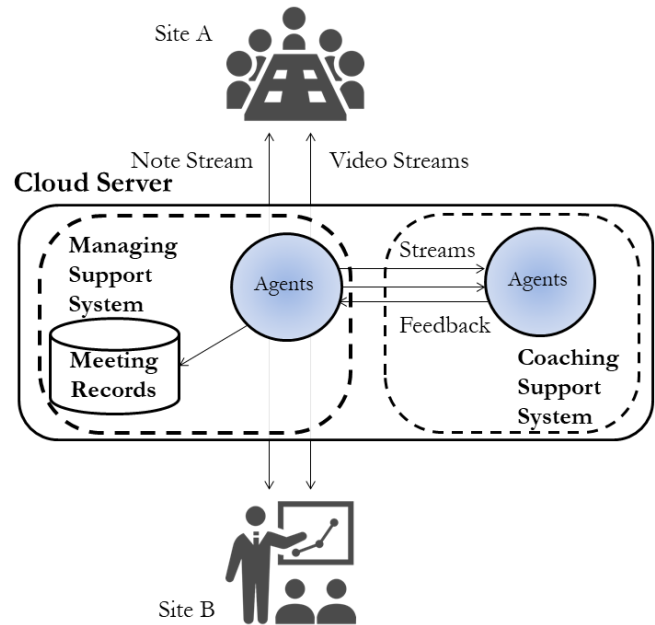 Site A
Note Stream
Video Streams
Cloud Server
Managing
Support
System
Agents
Streams
Feedback
Agents
Meeting
Records
Coaching
Support
System
Site B